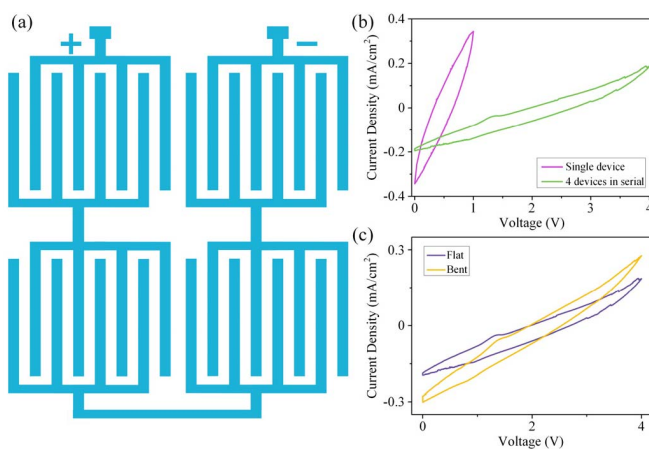 (a)
+
−
(b)
Current Density (mA/cm²)
0.4
0.2
0
-0.2
-0.4
0
1
2
3
4
Voltage (V)
Single device
4 devices in serial
(c)
Current Density (mA/cm²)
0.3
0
-0.3
0
2
4
Voltage (V)
Flat
Bent